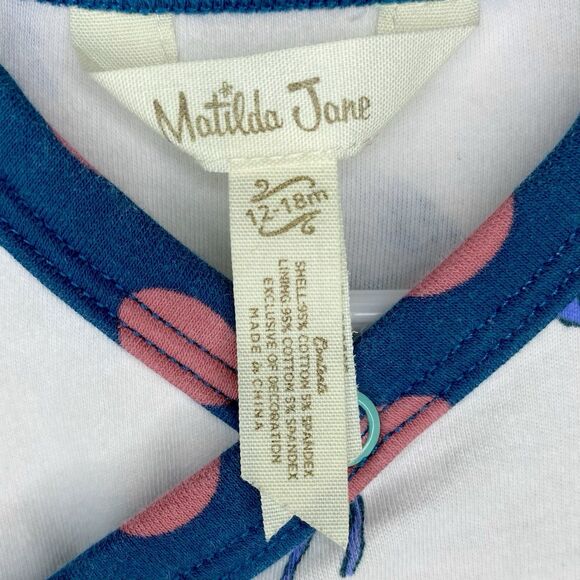 Matilda Jane
12-18m
Contents
SHELL-95% COTTON 5% SPANDEX
LINING-95% COTTON 5% SPANDEX
EXCLUSIVE OF DECORATION
MADE in CHINA